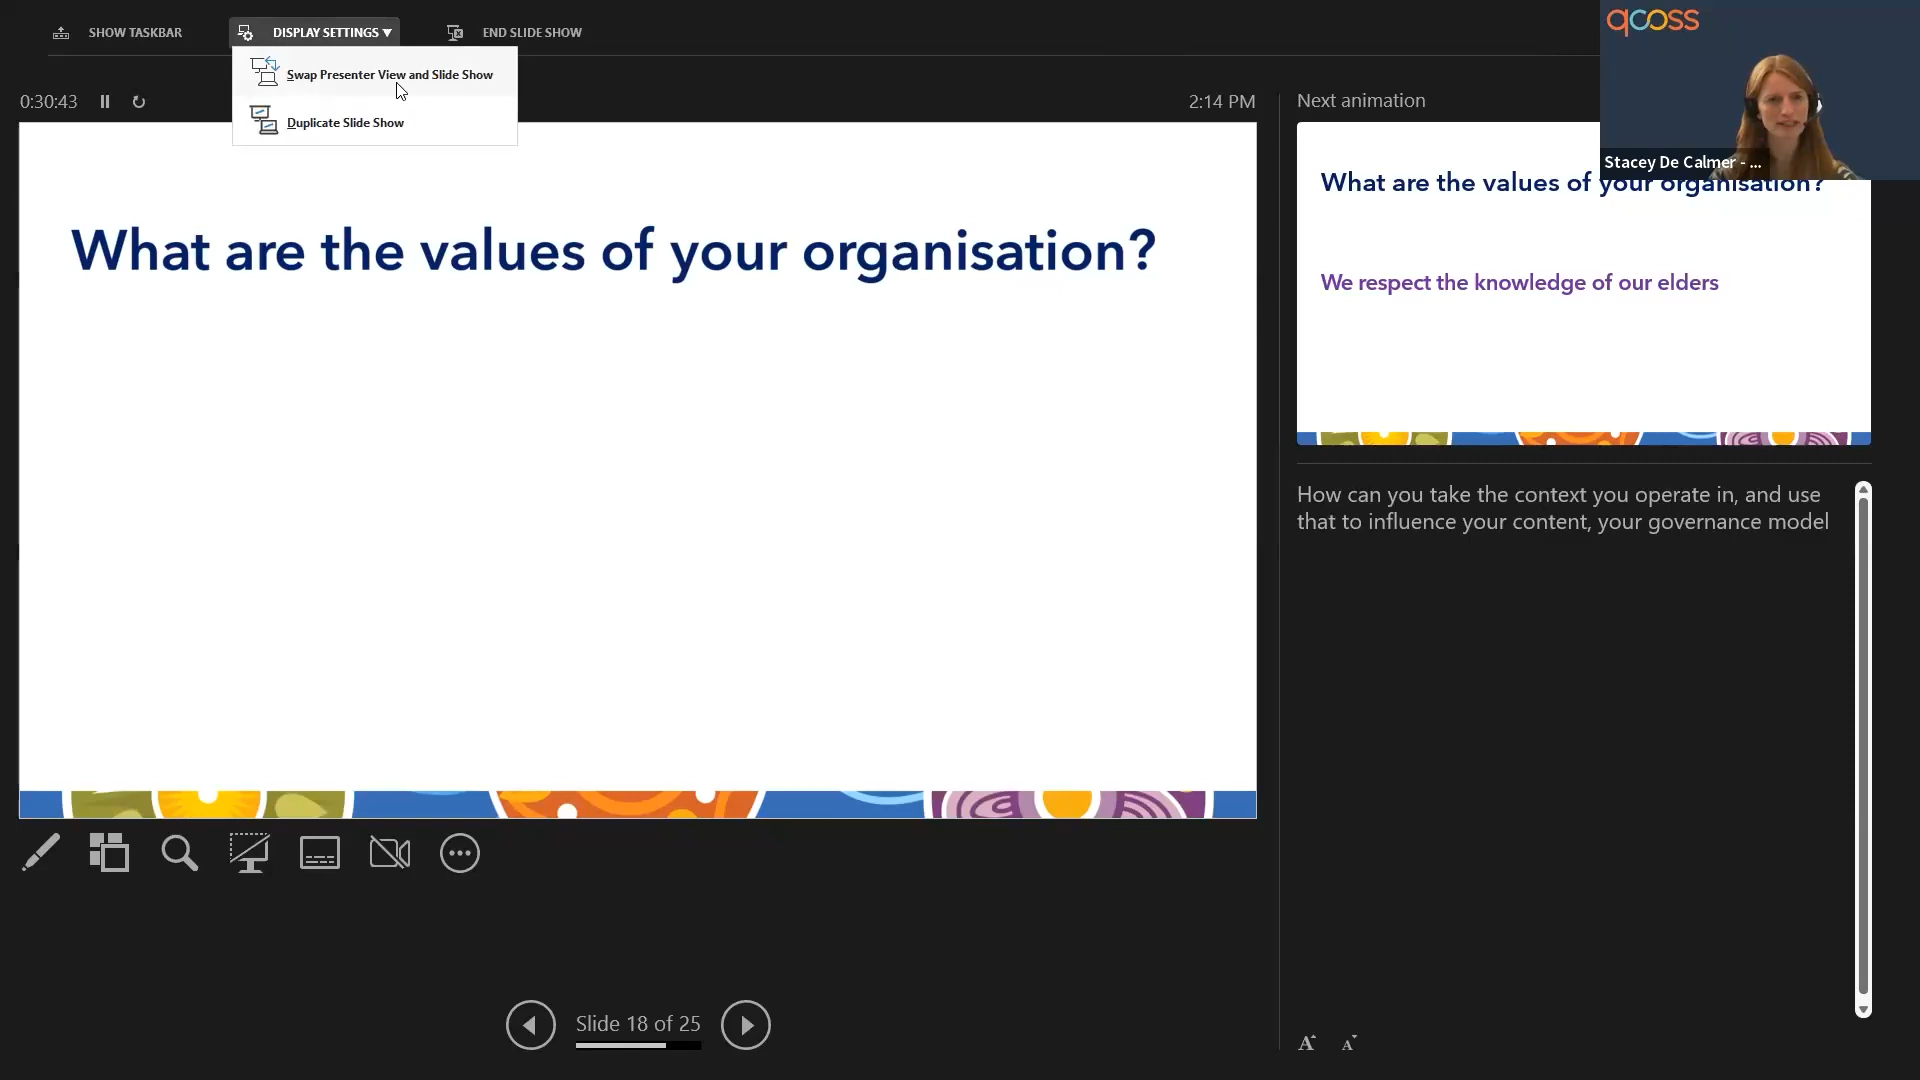 SHOW TASKBAR
DISPLAY SETTINGS ▼
END SLIDE SHOW
qcoss
Swap Presenter View and Slide Show
Duplicate Slide Show
0:30:43
2:14 PM
Next animation
Stacey De Calmer - ...
What are the values of your organisation?
What are the values of your organisation?
We respect the knowledge of our elders
How can you take the context you operate in, and use
that to influence your content, your governance model
Slide 18 of 25
A A